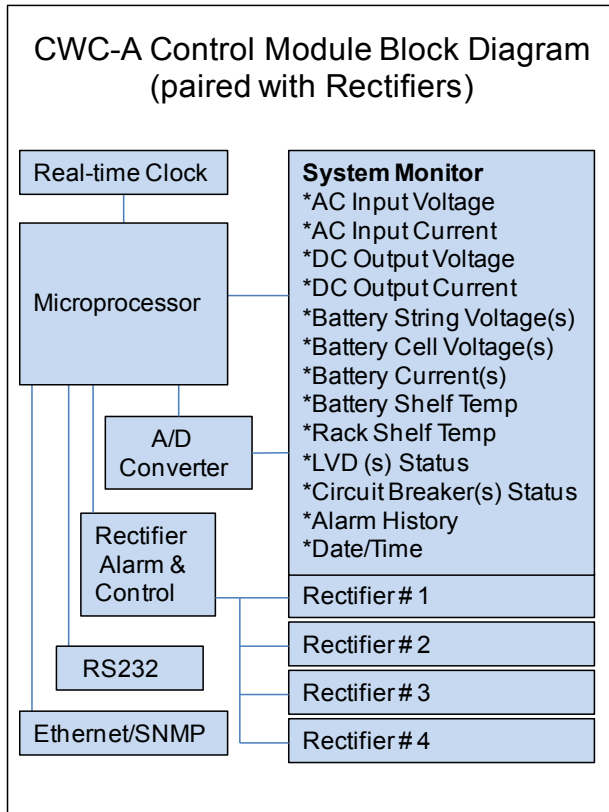 CWC-A Control Module Block Diagram
(paired with Rectifiers)
Real-time Clock
Microprocessor
A/D
Converter
Rectifier
Alarm &
Control
RS232
Ethernet/SNMP
System Monitor
*AC Input Voltage
*AC Input Current
*DC Output Voltage
*DC Output Current
*Battery String Voltage(s)
*Battery Cell Voltage(s)
*Battery Current(s)
*Battery Shelf Temp
*Rack Shelf Temp
*LVD (s) Status
*Circuit Breaker(s) Status
*Alarm History
*Date/Time
Rectifier # 1
Rectifier # 2
Rectifier # 3
Rectifier # 4